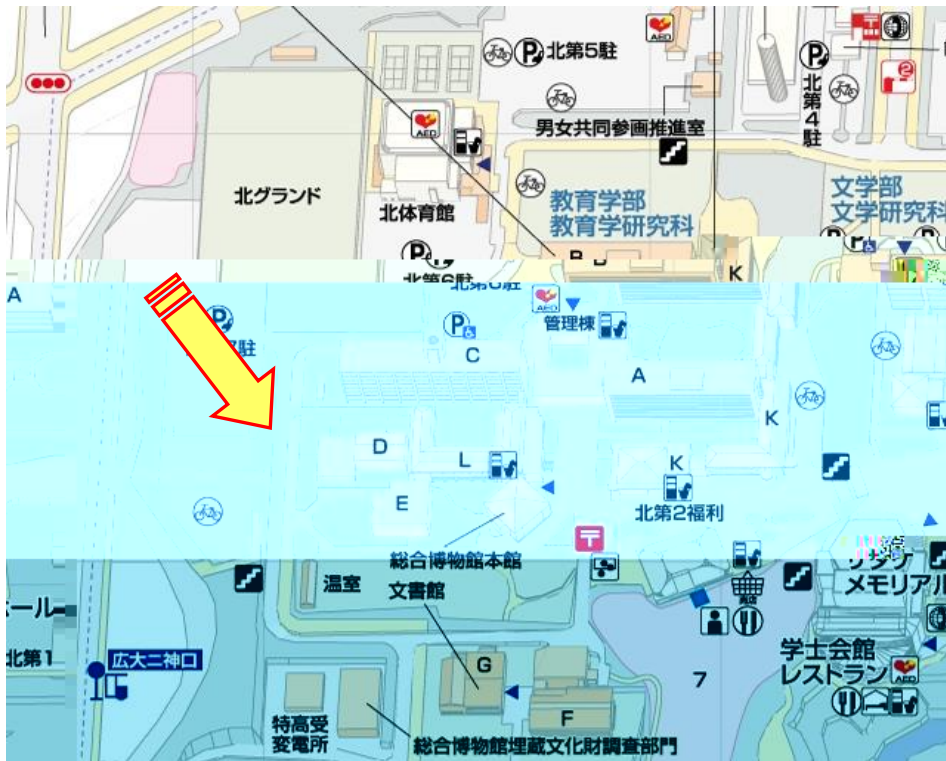 北第5駐
AED
北第4駐
2
男女共同参画推進室
AED
北グランド
北体育館
教育学部
教育学研究科
文学部
文学研究科
P
B
K
A
P
AED
管理棟
C
A
K
D
L
K
E
北第2福利
総合博物館本館
文書館
温室
メモリアル
北第1
広大二神口
学士会館
レストラン
AED
G
7
F
特高受
変電所
総合博物館埋蔵文化財調査部門